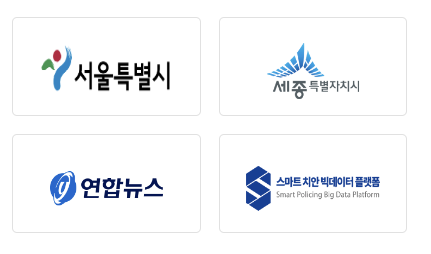 서울특별시
세종특별자치시
연합뉴스
스마트 치안 빅데이터 플랫폼
Smart Policing Big Data Platform